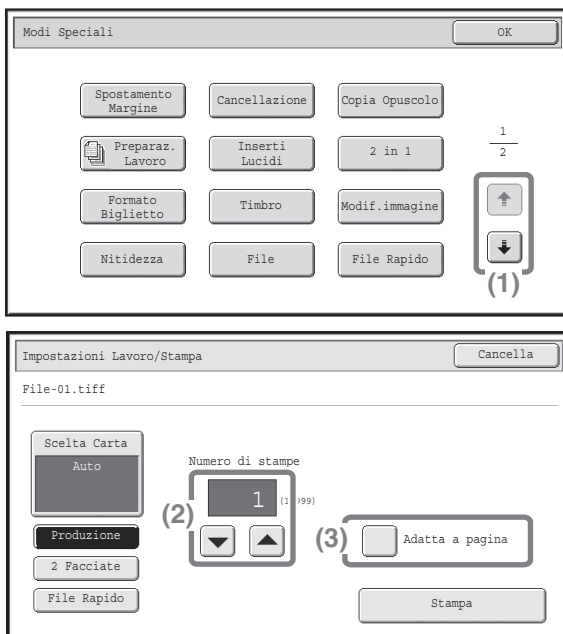 Modi Speciali
OK
Spostamento
Margine
Cancellazione
Copia Opuscolo
Preparaz.
Lavoro
Inserti
Lucidi
2 in 1
1
2
Formato
Biglietto
Timbro
Modif.immagine
Nitidezza
File
File Rapido
(1)
Impostazioni Lavoro/Stampa
Cancella
File-01.tiff
Scelta Carta
Auto
Numero di stampe
(2)
1
Produzione
(3)
Adatta a pagina
2 Facciate
File Rapido
Stampa